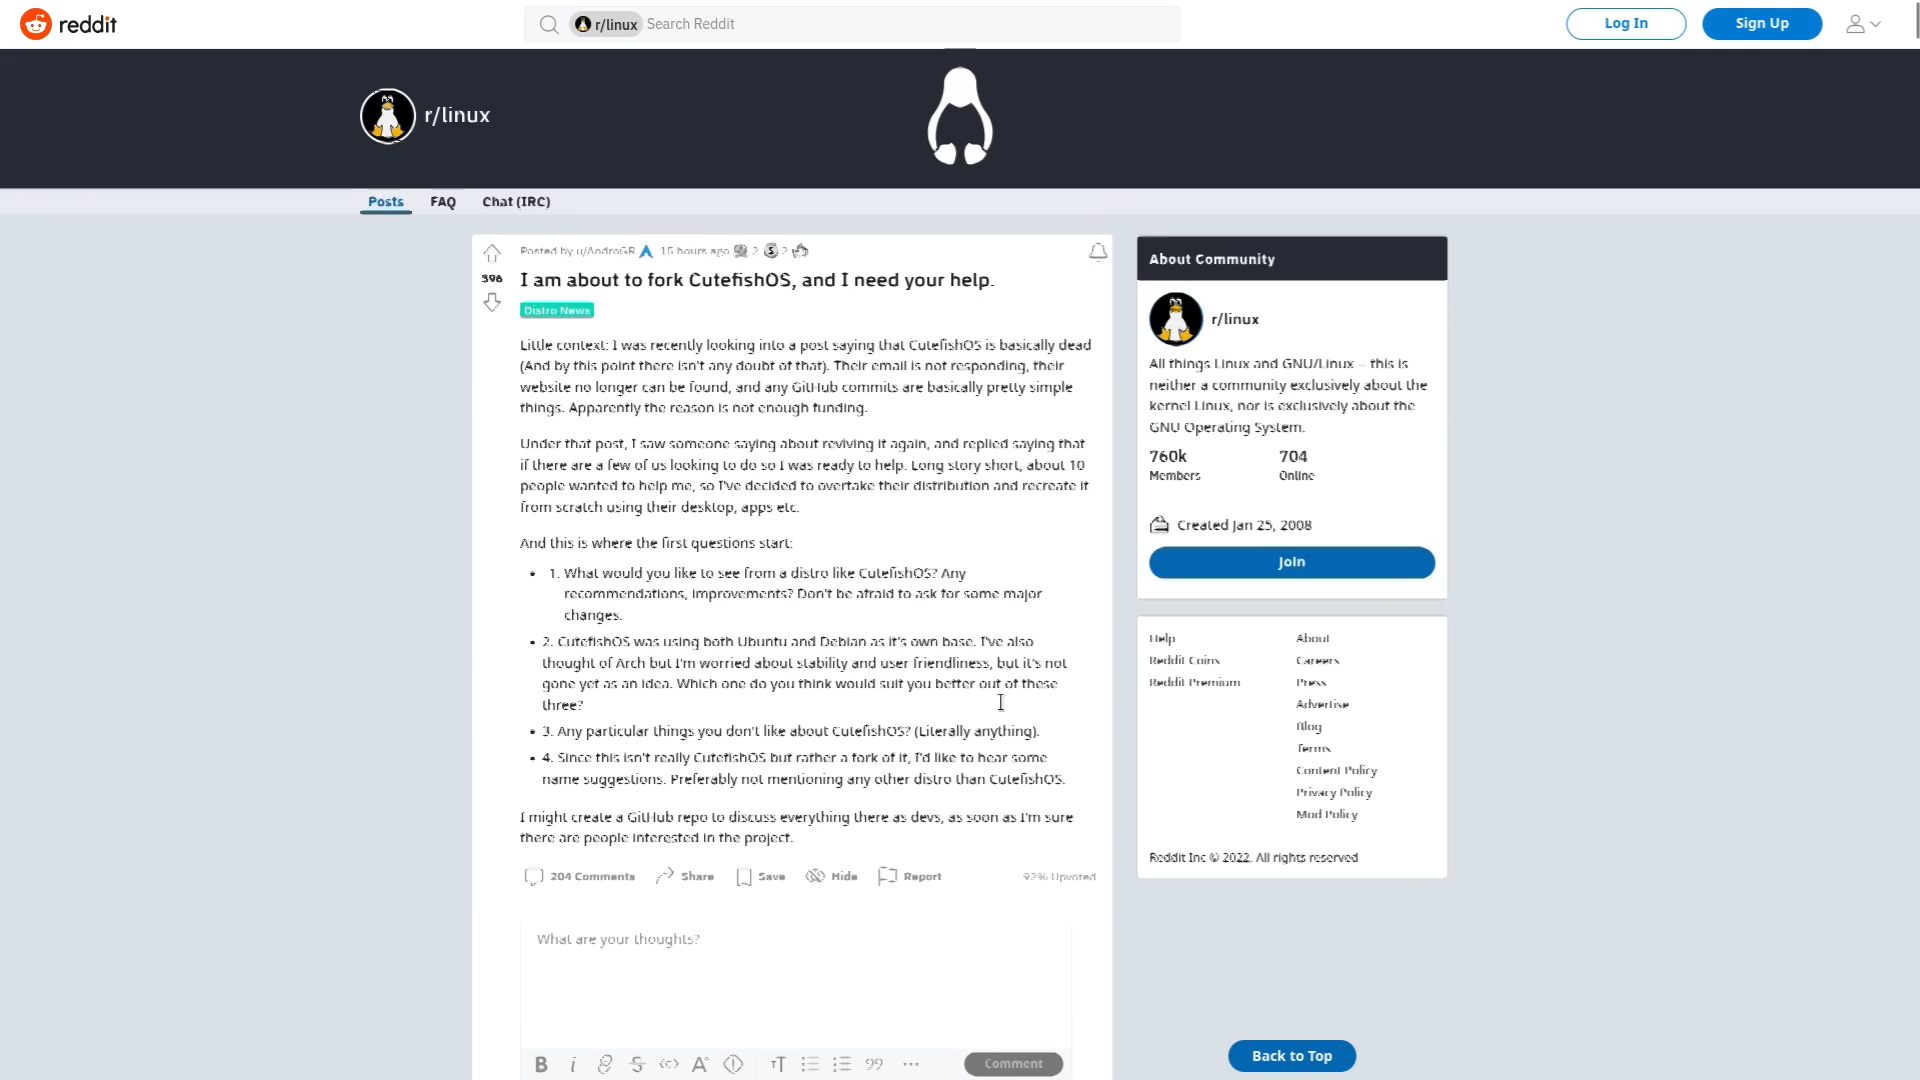 reddit
r/linux Search Reddit
Log In
Sign Up
r/linux
Posts FAQ Chat (IRC)
Posted by u/AndroGR 15 hours ago 2 2
396
I am about to fork CutefishOS, and I need your help.
Distro News
Little context: I was recently looking into a post saying that CutefishOS is basically dead
(And by this point there isn't any doubt of that). Their email is not responding, their
website no longer can be found, and any GitHub commits are basically pretty simple
things. Apparently the reason is not enough funding.
Under that post, I saw someone saying about reviving it again, and replied saying that
if there are a few of us looking to do so I was ready to help. Long story short, about 10
people wanted to help me, so I've decided to overtake their distribution and recreate it
from scratch using their desktop, apps etc.
And this is where the first questions start:
• 1. What would you like to see from a distro like CutefishOS? Any
recommendations, improvements? Don't be afraid to ask for some major
changes.
• 2. CutefishOS was using both Ubuntu and Debian as it's own base. I've also
thought of Arch but I'm worried about stability and user friendliness, but it's not
gone yet as an idea. Which one do you think would suit you better out of these
three?
• 3. Any particular things you don't like about CutefishOS? (Literally anything).
• 4. Since this isn't really CutefishOS but rather a fork of it, I'd like to hear some
name suggestions. Preferably not mentioning any other distro than CutefishOS.
I might create a GitHub repo to discuss everything there as devs, as soon as I'm sure
there are people interested in the project.
204 Comments Share Save Hide Report 92% Upvoted
What are your thoughts?
Comment
About Community
r/linux
All things Linux and GNU/Linux -- this is
neither a community exclusively about the
kernel Linux, nor is exclusively about the
GNU Operating System.
760k 704
Members Online
Created Jan 25, 2008
Join
Help About
Reddit Coins Careers
Reddit Premium Press
Advertise
Blog
Terms
Content Policy
Privacy Policy
Mod Policy
Reddit Inc © 2022. All rights reserved
Back to Top